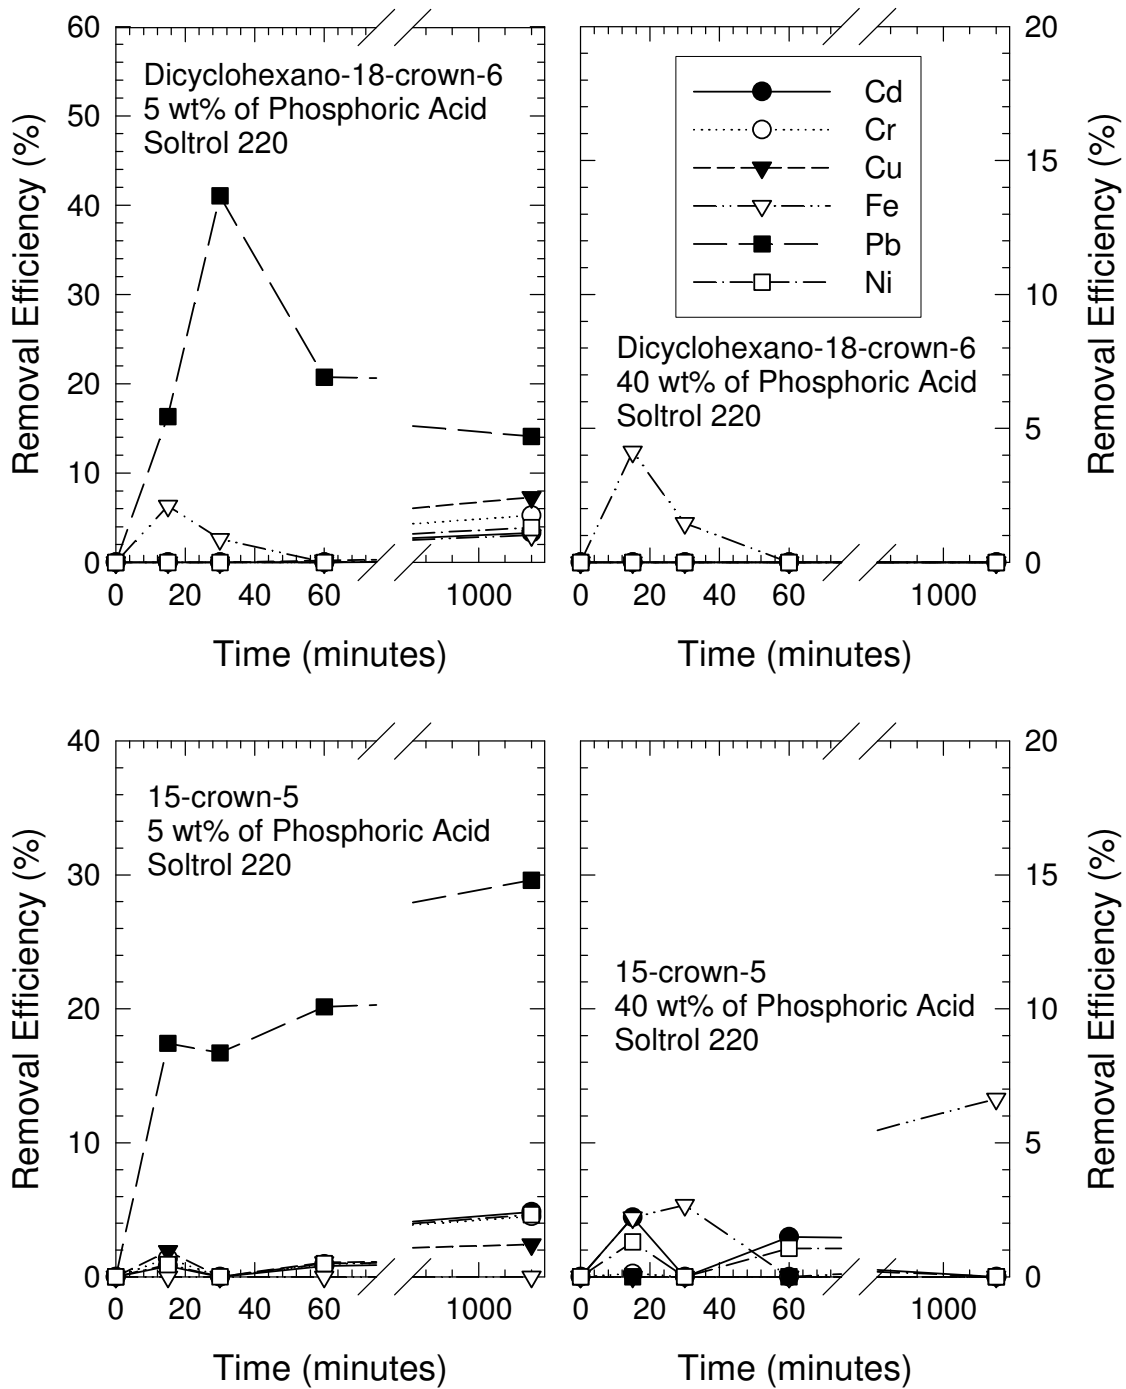 60
50
40
30
20
10
0
Removal Efficiency (%)
Dicyclohexano-18-crown-6
5 wt% of Phosphoric Acid
Soltrol 220
0 20 40 60 1000
Time (minutes)
Cd
Cr
Cu
Fe
Pb
Ni
Dicyclohexano-18-crown-6
40 wt% of Phosphoric Acid
Soltrol 220
20
15
10
5
0
Removal Efficiency (%)
0 20 40 60 1000
Time (minutes)
40
30
20
10
0
Removal Efficiency (%)
15-crown-5
5 wt% of Phosphoric Acid
Soltrol 220
0 20 40 60 1000
Time (minutes)
15-crown-5
40 wt% of Phosphoric Acid
Soltrol 220
20
15
10
5
0
Removal Efficiency (%)
0 20 40 60 1000
Time (minutes)